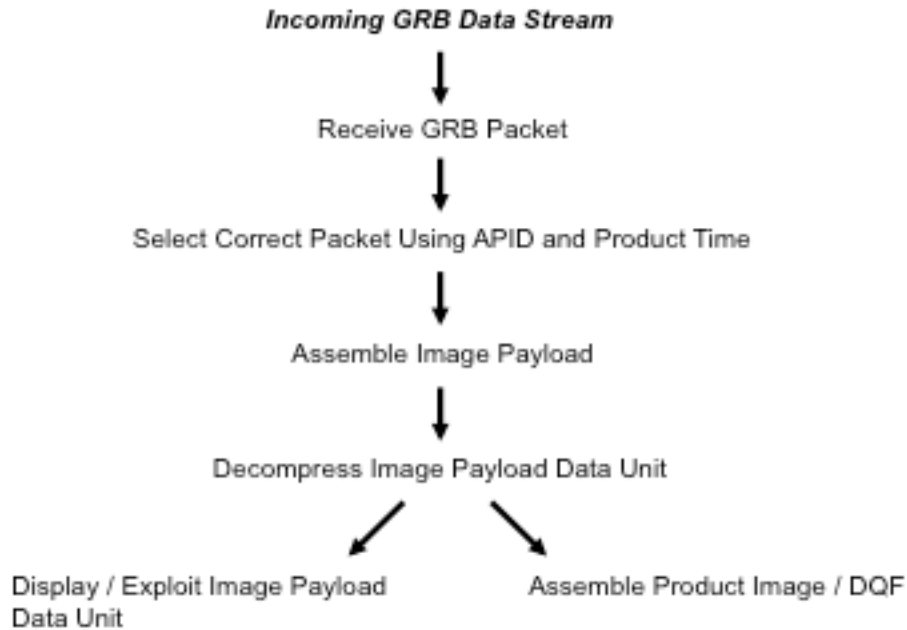 Incoming GRB Data Stream
Receive GRB Packet
Select Correct Packet Using APID and Product Time
Assemble Image Payload
Decompress Image Payload Data Unit
Display / Exploit Image Payload
Data Unit
Assemble Product Image / DQF